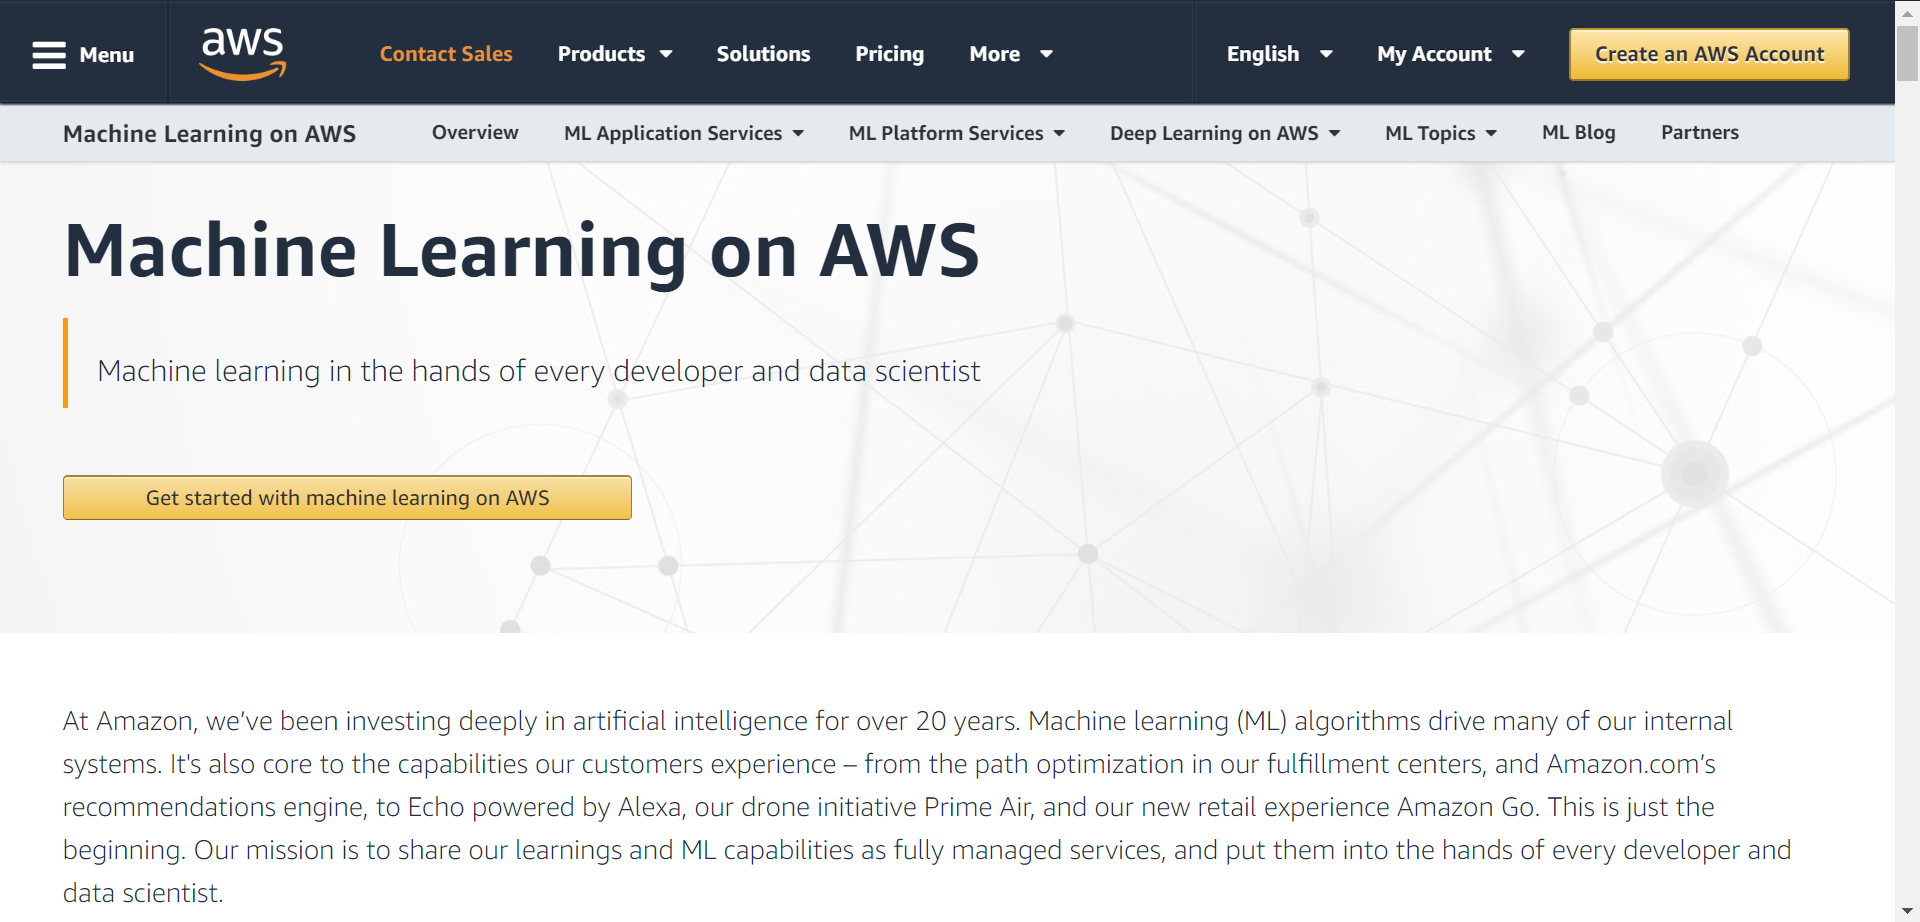 Menu
aws
Contact Sales
Products
Solutions
Pricing
More
English
My Account
Create an AWS Account
Machine Learning on AWS
Overview
ML Application Services
ML Platform Services
Deep Learning on AWS
ML Topics
ML Blog
Partners
Machine Learning on AWS
Machine learning in the hands of every developer and data scientist
Get started with machine learning on AWS
At Amazon, we’ve been investing deeply in artificial intelligence for over 20 years. Machine learning (ML) algorithms drive many of our internal
systems. It's also core to the capabilities our customers experience – from the path optimization in our fulfillment centers, and Amazon.com’s
recommendations engine, to Echo powered by Alexa, our drone initiative Prime Air, and our new retail experience Amazon Go. This is just the
beginning. Our mission is to share our learnings and ML capabilities as fully managed services, and put them into the hands of every developer and
data scientist.